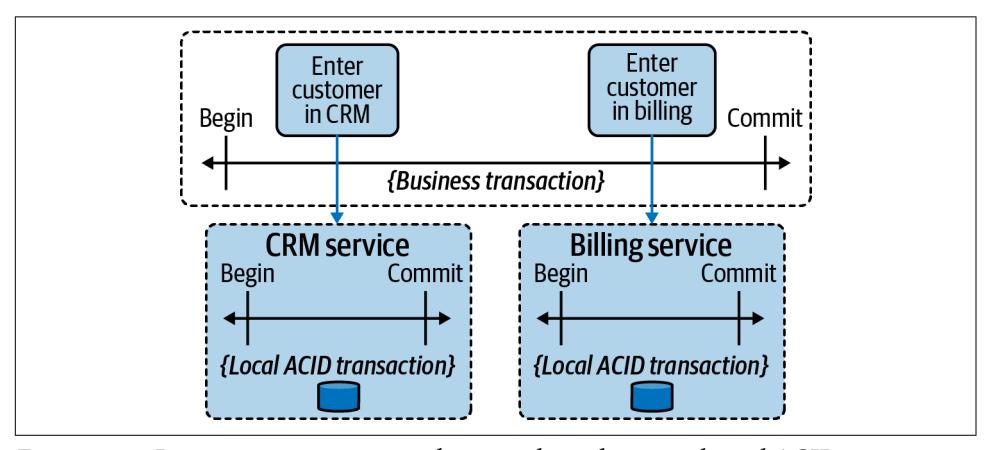 Enter
customer
in CRM
Enter
customer
in billing
Begin
Commit
{Business transaction}
CRM service
Begin
Commit
{Local ACID transaction}
Billing service
Begin
Commit
{Local ACID transaction}